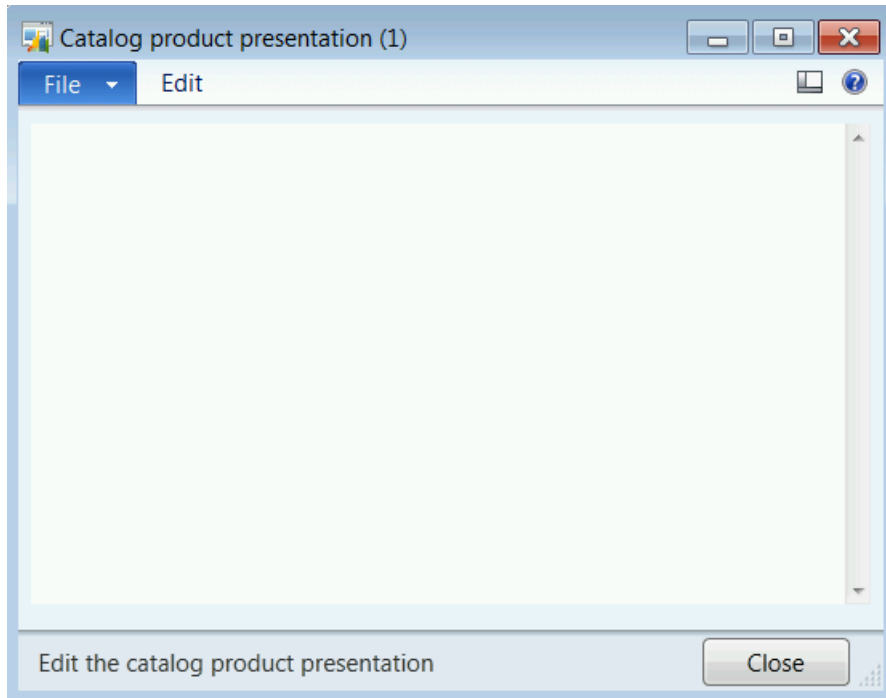 Catalog product presentation (1)
File Edit
Edit the catalog product presentation Close